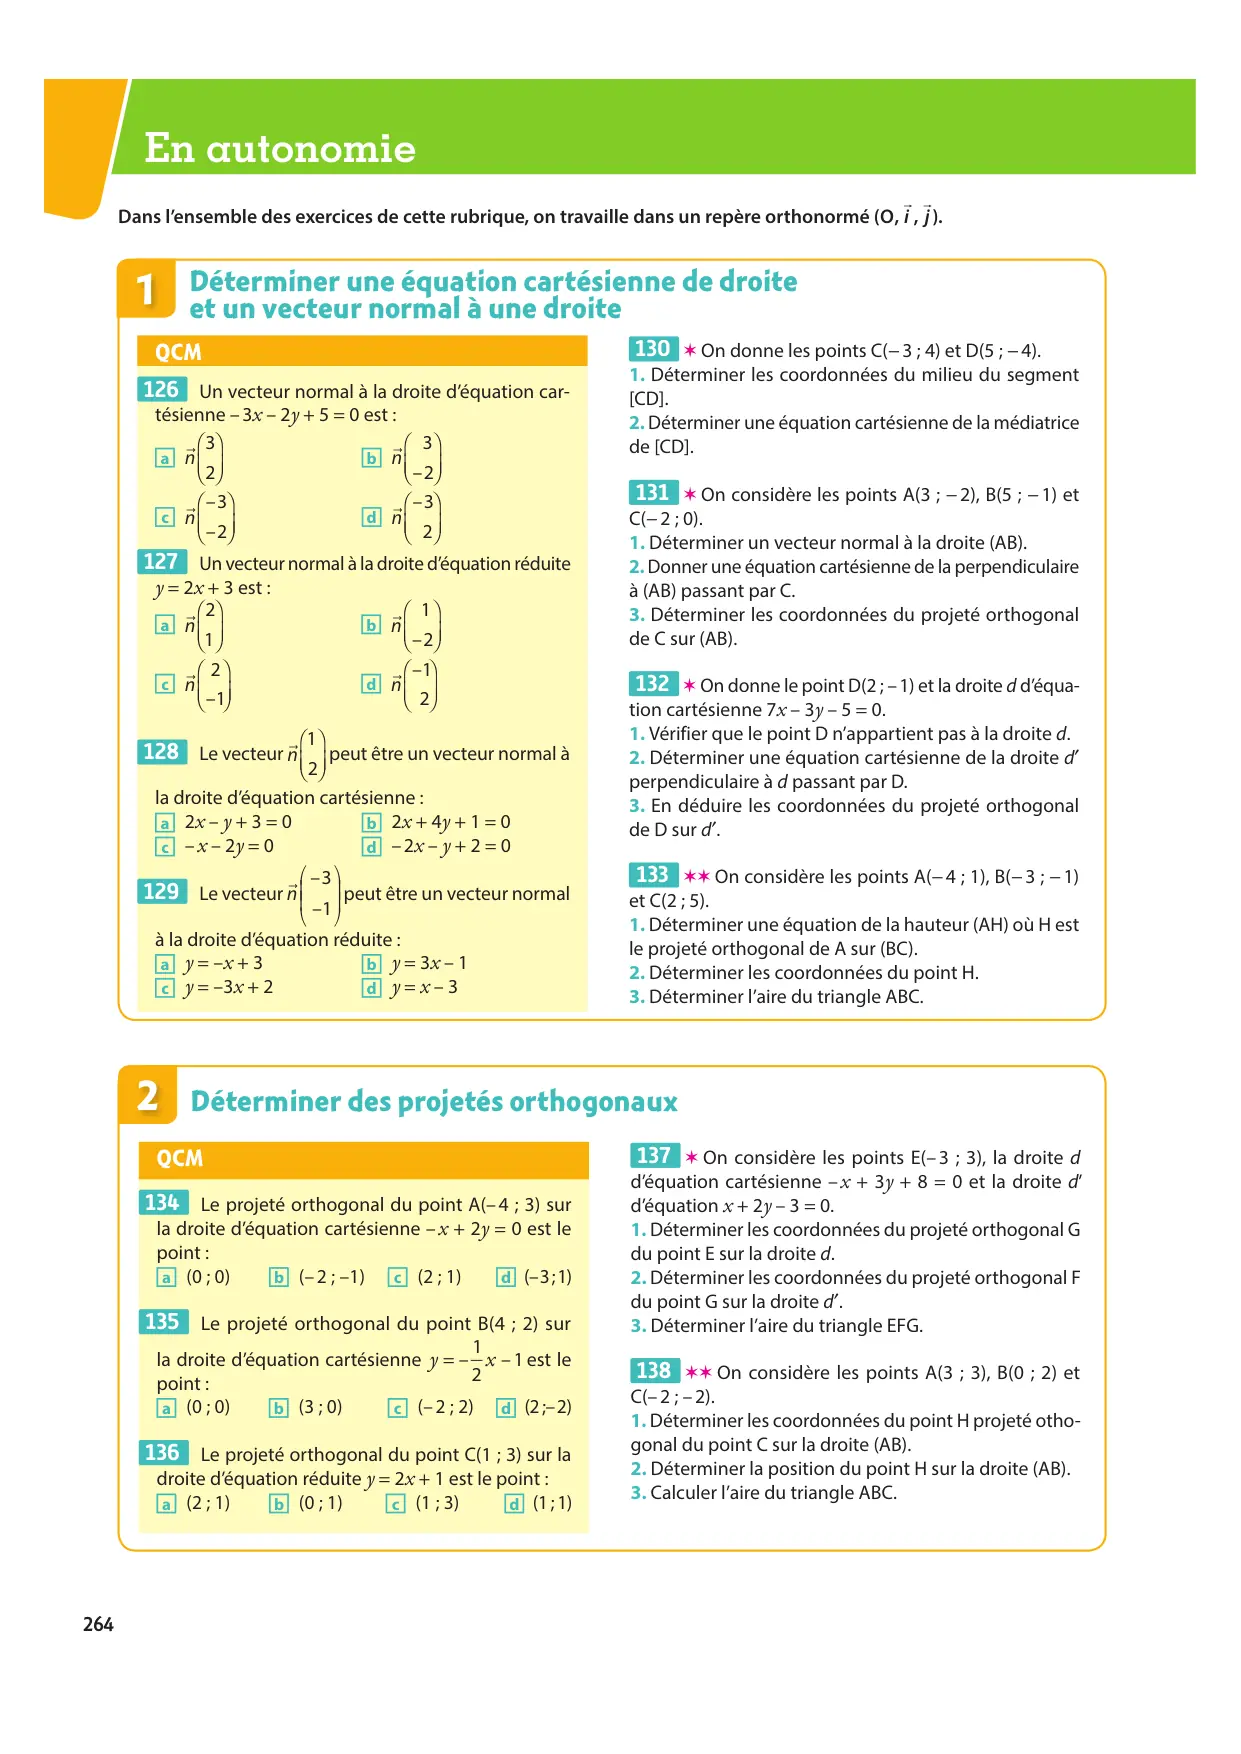 En autonomie
Dans l’ensemble des exercices de cette rubrique, on travaille dans un repère orthonormé (O, i⃗ , j⃗ ).
1
Déterminer une équation cartésienne de droite
et un vecteur normal à une droite
QCM
126 Un vecteur normal à la droite d’équation car-
tésienne – 3x – 2y + 5 = 0 est :
a n⃗ (3 2) b n⃗ (3 –2)
c n⃗ (–3 –2) d n⃗ (–3 2)
127 Un vecteur normal à la droite d’équation réduite
y = 2x + 3 est :
a n⃗ (2 1) b n⃗ (1 –2)
c n⃗ (2 –1) d n⃗ (–1 2)
128 Le vecteur n⃗ (1 2) peut être un vecteur normal à
la droite d’équation cartésienne :
a 2x – y + 3 = 0 b 2x + 4y + 1 = 0
c – x – 2y = 0 d – 2x – y + 2 = 0
129 Le vecteur n⃗ (–3 –1) peut être un vecteur normal
à la droite d’équation réduite :
a y = –x + 3 b y = 3x – 1
c y = –3x + 2 d y = x – 3
130 ✶ On donne les points C(– 3 ; 4) et D(5 ; – 4).
1. Déterminer les coordonnées du milieu du segment
[CD].
2. Déterminer une équation cartésienne de la médiatrice
de [CD].
131 ✶ On considère les points A(3 ; – 2), B(5 ; – 1) et
C(– 2 ; 0).
1. Déterminer un vecteur normal à la droite (AB).
2. Donner une équation cartésienne de la perpendiculaire
à (AB) passant par C.
3. Déterminer les coordonnées du projeté orthogonal
de C sur (AB).
132 ✶ On donne le point D(2 ; – 1) et la droite d d’équa-
tion cartésienne 7x – 3y – 5 = 0.
1. Vérifier que le point D n’appartient pas à la droite d.
2. Déterminer une équation cartésienne de la droite d′
perpendiculaire à d passant par D.
3. En déduire les coordonnées du projeté orthogonal
de D sur d′.
133 ✶✶ On considère les points A(– 4 ; 1), B(– 3 ; – 1)
et C(2 ; 5).
1. Déterminer une équation de la hauteur (AH) où H est
le projeté orthogonal de A sur (BC).
2. Déterminer les coordonnées du point H.
3. Déterminer l’aire du triangle ABC.
2
Déterminer des projetés orthogonaux
QCM
134 Le projeté orthogonal du point A(– 4 ; 3) sur
la droite d’équation cartésienne – x + 2y = 0 est le
point :
a (0 ; 0) b (– 2 ; –1) c (2 ; 1) d (–3 ; 1)
135 Le projeté orthogonal du point B(4 ; 2) sur
la droite d’équation cartésienne y = –1/2 x – 1 est le
point :
a (0 ; 0) b (3 ; 0) c (– 2 ; 2) d (2 ;– 2)
136 Le projeté orthogonal du point C(1 ; 3) sur la
droite d’équation réduite y = 2x + 1 est le point :
a (2 ; 1) b (0 ; 1) c (1 ; 3) d (1 ; 1)
137 ✶ On considère les points E(– 3 ; 3), la droite d
d’équation cartésienne – x + 3y + 8 = 0 et la droite d′
d’équation x + 2y – 3 = 0.
1. Déterminer les coordonnées du projeté orthogonal G
du point E sur la droite d.
2. Déterminer les coordonnées du projeté orthogonal F
du point G sur la droite d′.
3. Déterminer l’aire du triangle EFG.
138 ✶✶ On considère les points A(3 ; 3), B(0 ; 2) et
C(– 2 ; – 2).
1. Déterminer les coordonnées du point H projeté otho-
gonal du point C sur la droite (AB).
2. Déterminer la position du point H sur la droite (AB).
3. Calculer l’aire du triangle ABC.
264